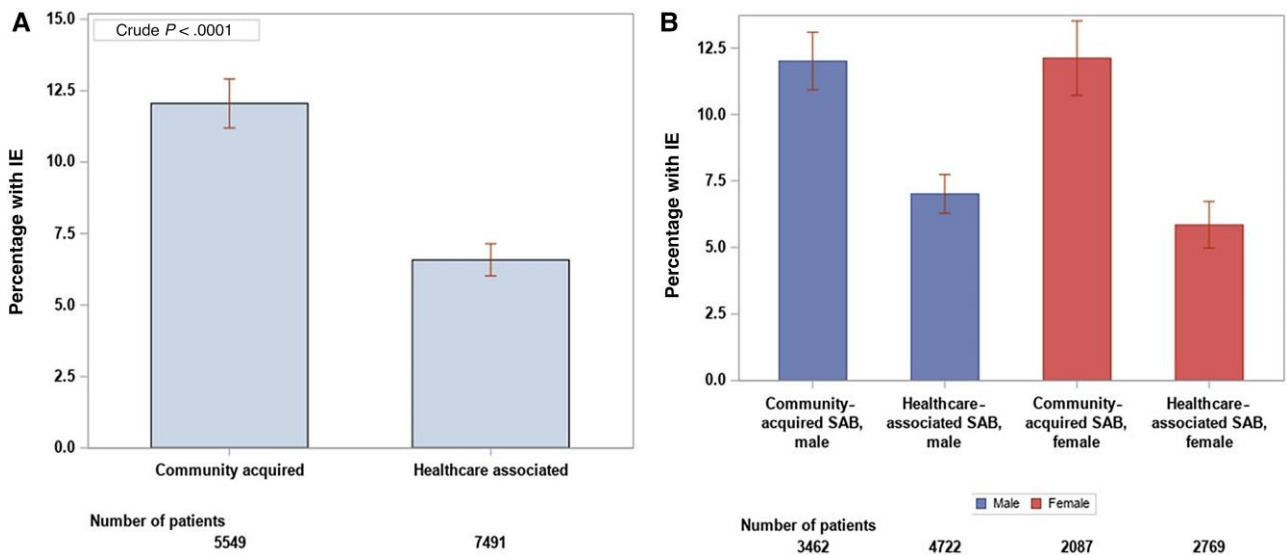 A
Crude P < .0001
Percentage with IE
15.0
12.5
10.0
7.5
5.0
2.5
0.0
Community acquired
Healthcare associated
Number of patients
5549
7491
B
Percentage with IE
12.5
10.0
7.5
5.0
2.5
0.0
Community-
acquired SAB,
male
Healthcare-
associated SAB,
male
Community-
acquired SAB,
female
Healthcare-
associated SAB,
female
Male
Female
Number of patients
3462
4722
2087
2769